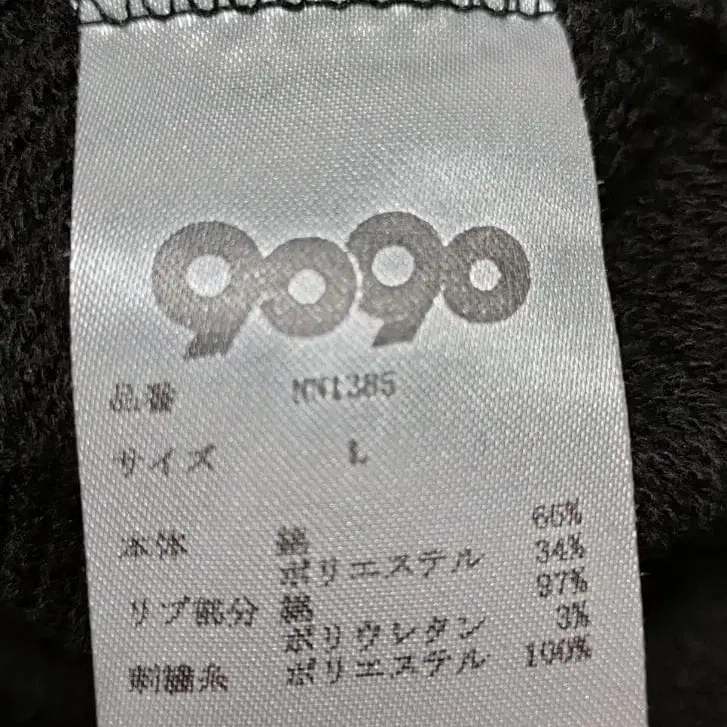 9090
品番 NN1385
サイズ L
本体 綿 66%
ポリエステル 34%
リブ部分 綿 97%
ポリウレタン 3%
刺繍糸 ポリエステル 100%